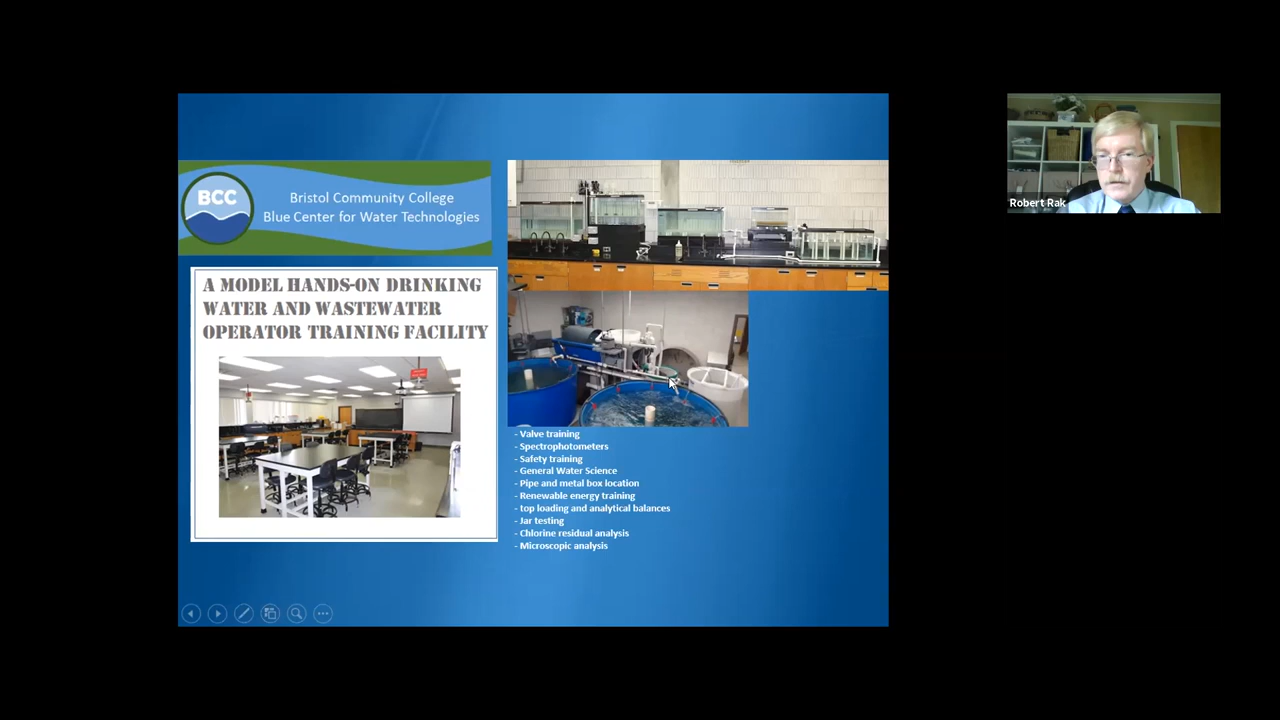 BCC
Bristol Community College
Blue Center for Water Technologies
A MODEL HANDS-ON DRINKING
WATER AND WASTEWATER
OPERATOR TRAINING FACILITY
- Valve training
- Spectrophotometers
- Safety training
- General Water Science
- Pipe and metal box location
- Renewable energy training
- top loading and analytical balances
- Jar testing
- Chlorine residual analysis
- Microscopic analysis
Robert Rak